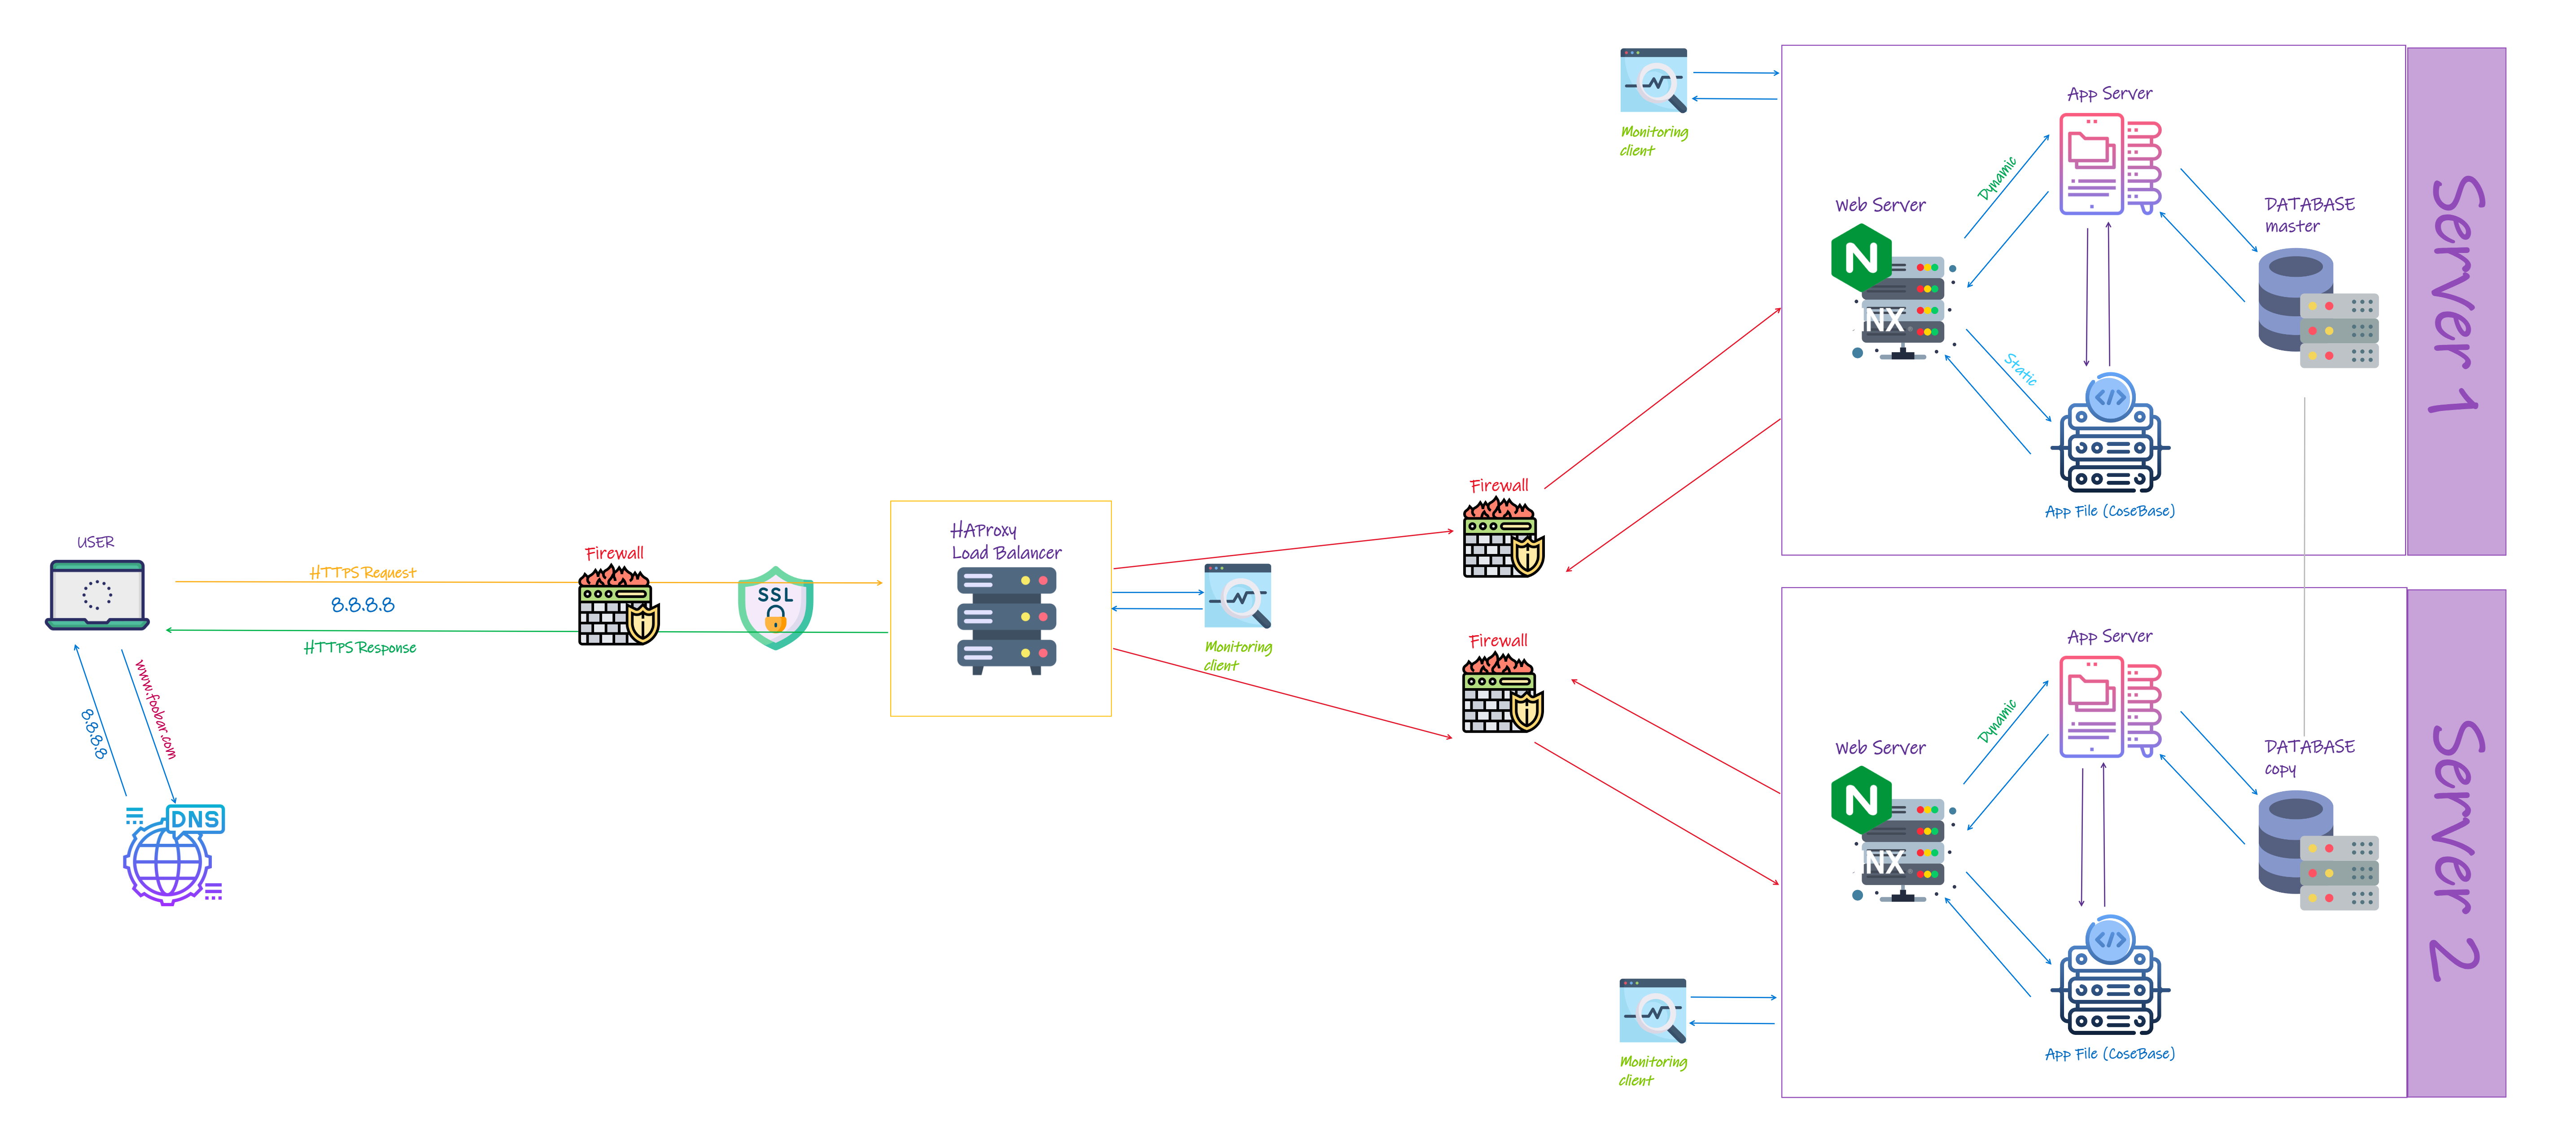 USER
HTTPS Request
8.8.8.8
HTTPS Response
www.foobar.com
8.8.8.8
DNS
Firewall
SSL
HAProxy
Load Balancer
Monitoring
client
Firewall
Firewall
Monitoring
client
App Server
Dynamic
Web Server
N
INX
Static
DATABASE
master
App File (CoseBase)
Server 1
App Server
Dynamic
Web Server
N
INX
DATABASE
copy
App File (CoseBase)
Server 2
Monitoring
client